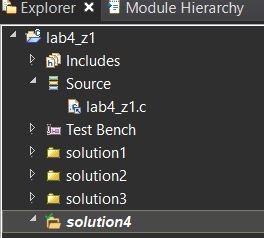 Explorer Module Hierarchy
lab4_z1
Includes
Source
lab4_z1.c
Test Bench
solution1
solution2
solution3
solution4